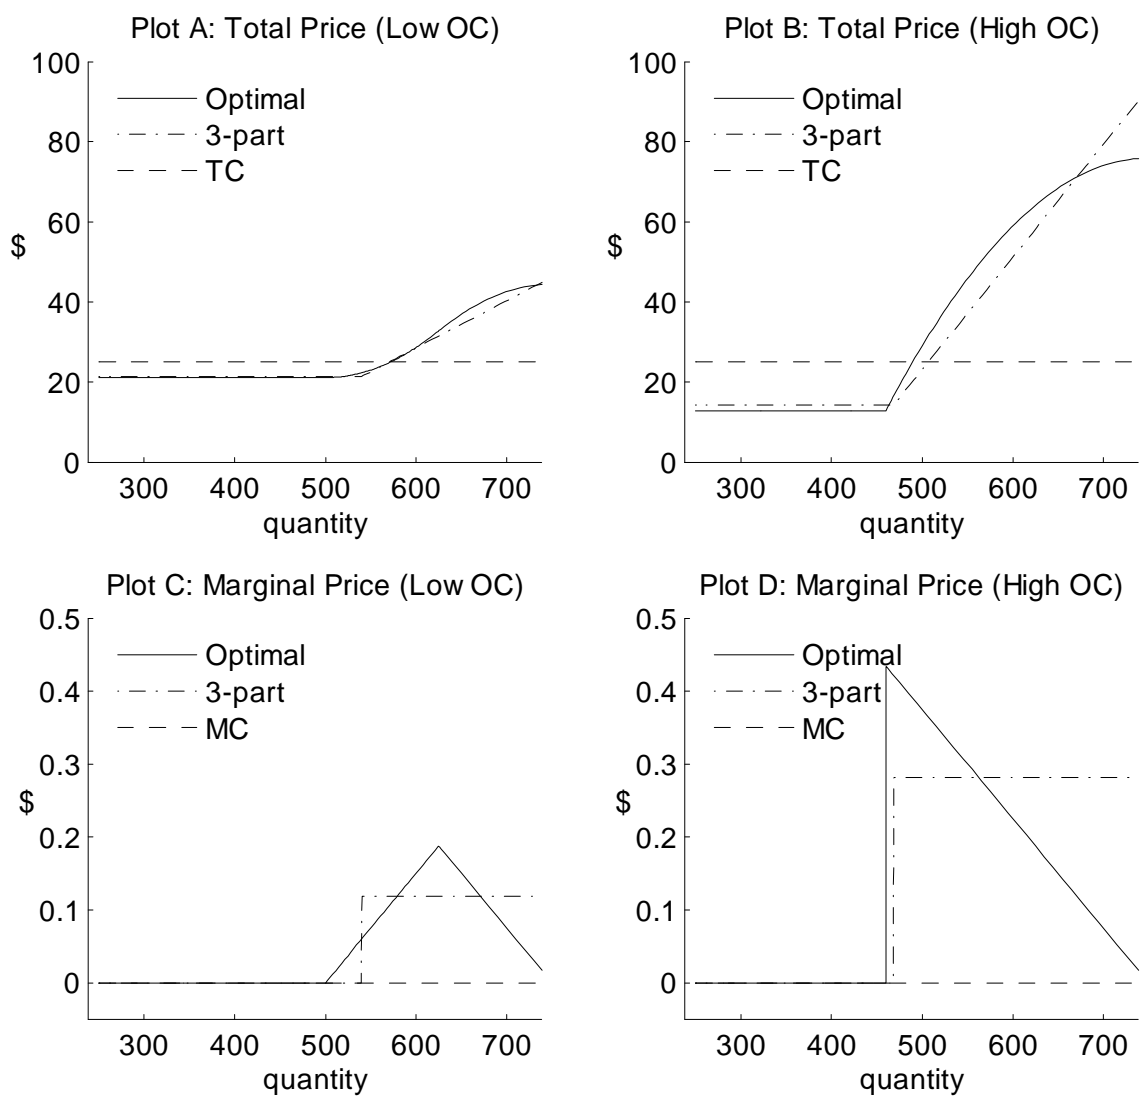 Plot A: Total Price (Low OC)
100
80
60
40
20
0
$
Optimal
3-part
TC
300 400 500 600 700
quantity
Plot B: Total Price (High OC)
100
80
60
40
20
0
$
Optimal
3-part
TC
300 400 500 600 700
quantity
Plot C: Marginal Price (Low OC)
0.5
0.4
0.3
0.2
0.1
0
$
Optimal
3-part
MC
300 400 500 600 700
quantity
Plot D: Marginal Price (High OC)
0.5
0.4
0.3
0.2
0.1
0
$
Optimal
3-part
MC
300 400 500 600 700
quantity